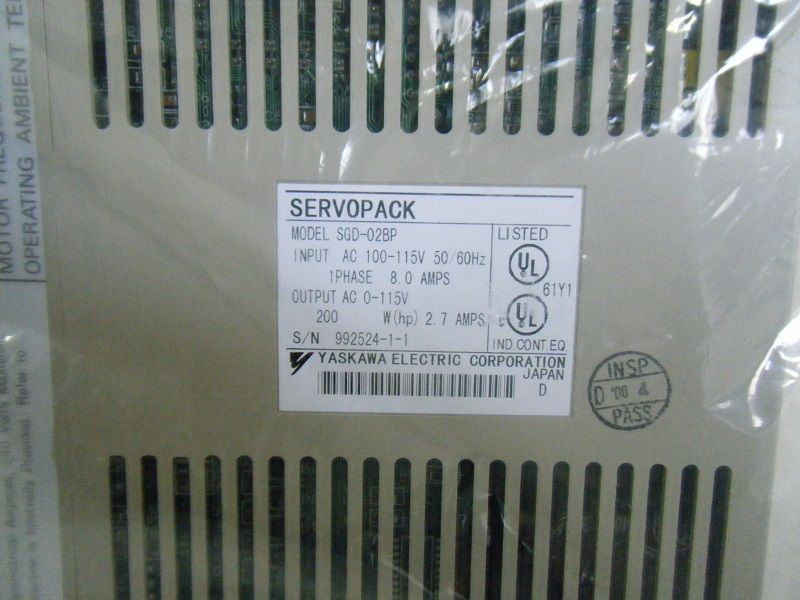 SERVOPACK
MODEL SGD-02BP
INPUT AC 100-115V 50/60Hz
1PHASE 8.0 AMPS
OUTPUT AC 0-115V
200 W(hp) 2.7 AMPS
S/N 992524-1-1
LISTED
UL
61Y1
UL
IND.CONT.EQ.
YASKAWA ELECTRIC CORPORATION
JAPAN
D
INSP
D '00 4
PASS
OPERATING AMBIENT TE
MOTOR